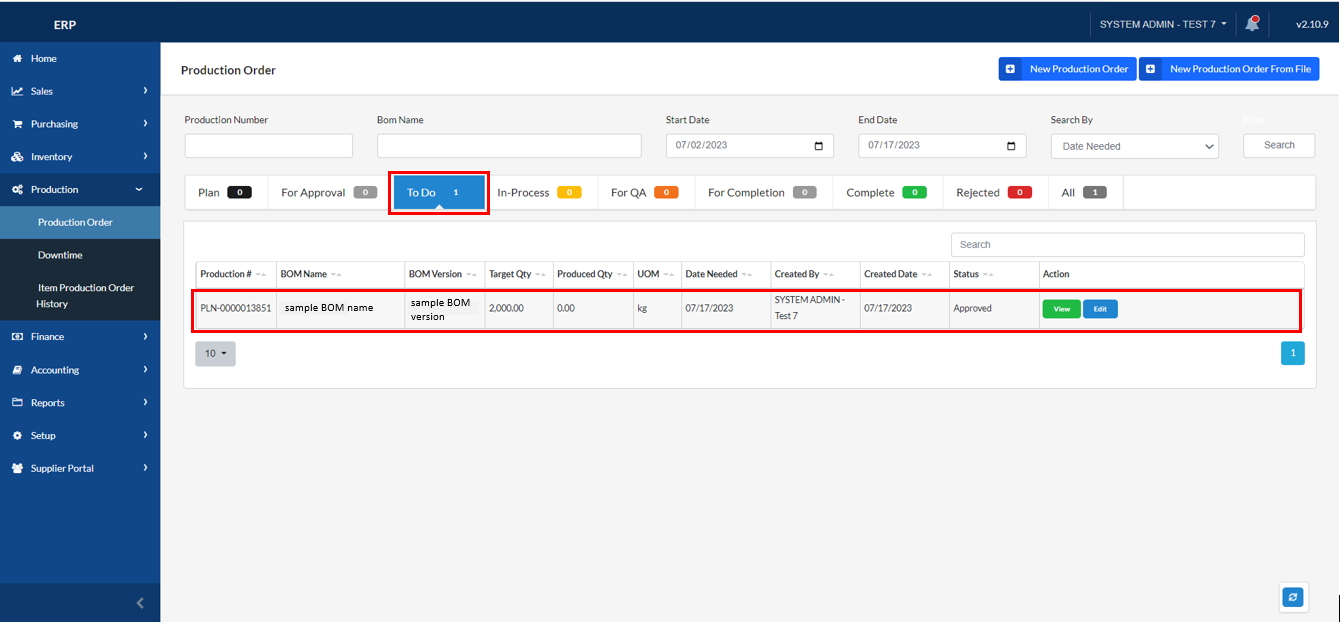 ERP
SYSTEM ADMIN - TEST 7
v2.10.9
Home
Sales
Purchasing
Inventory
Production
Production Order
Downtime
Item Production Order
History
Finance
Accounting
Reports
Setup
Supplier Portal
Production Order
New Production Order
New Production Order From File
Production Number
Bom Name
Start Date
End Date
Search By
07/02/2023
07/17/2023
Date Needed
Search
Plan 0
For Approval 0
To Do 1
In-Process 0
For QA 0
For Completion 0
Complete 0
Rejected 0
All 1
Search
Production # BOM Name BOM Version Target Qty Produced Qty UOM Date Needed Created By Created Date Status Action
PLN-0000013851 sample BOM name sample BOM version 2,000.00 0.00 kg 07/17/2023 SYSTEM ADMIN - Test 7 07/17/2023 Approved View Edit
10
1